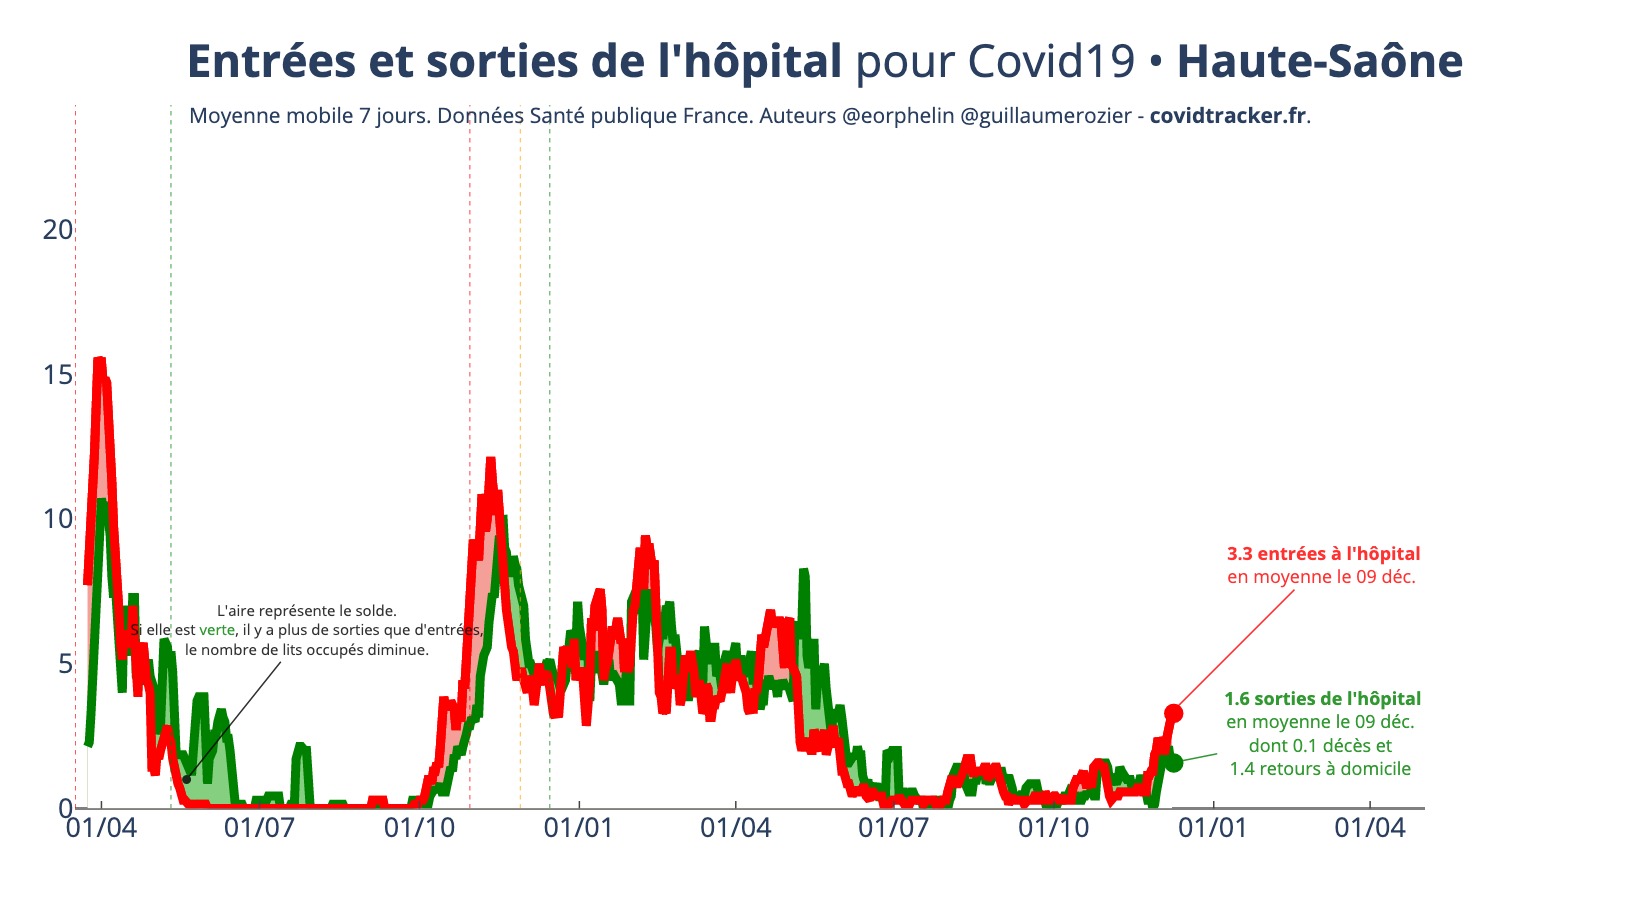 Entrées et sorties de l'hôpital pour Covid19 • Haute-Saône
Moyenne mobile 7 jours. Données Santé publique France. Auteurs @eorphelin @guillaumerozier - covidtracker.fr.
20
15
10
5
0
L'aire représente le solde.
Si elle est verte, il y a plus de sorties que d'entrées,
le nombre de lits occupés diminue.
3.3 entrées à l'hôpital
en moyenne le 09 déc.
1.6 sorties de l'hôpital
en moyenne le 09 déc.
dont 0.1 décès et
1.4 retours à domicile
01/04 01/07 01/10 01/01 01/04 01/07 01/10 01/01 01/04